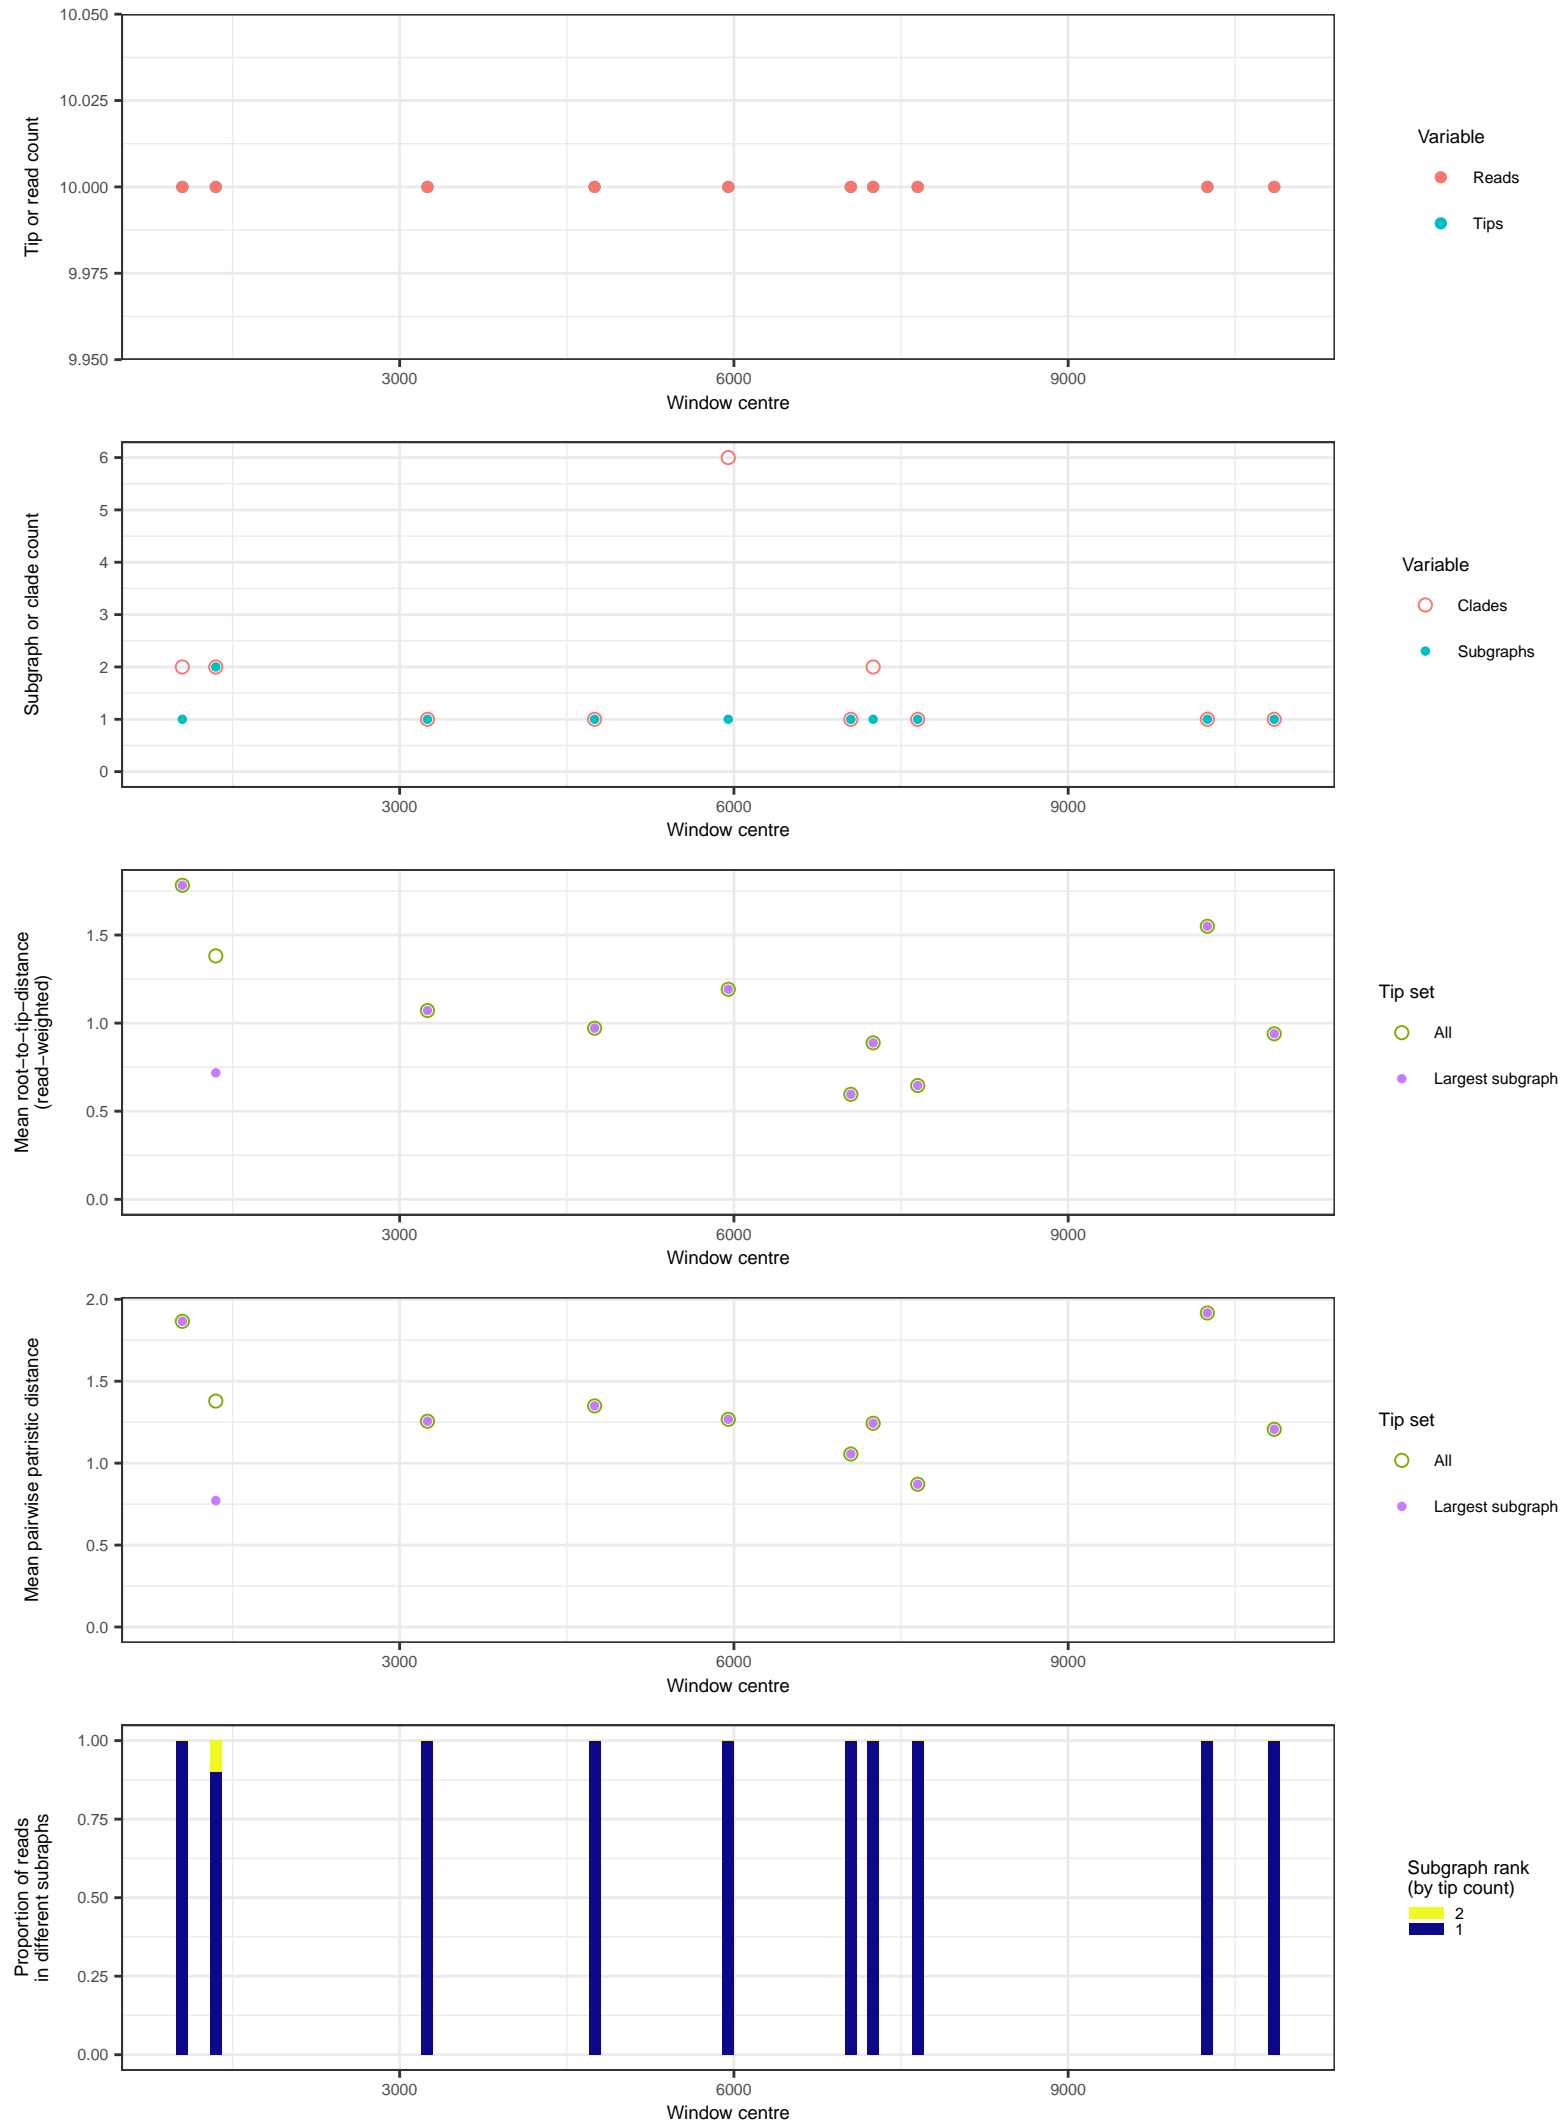 10.050
10.025
10.000
9.975
9.950
Tip or read count
3000
6000
9000
Window centre
Variable
Reads
Tips
6
5
4
3
2
1
0
Subgraph or clade count
3000
6000
9000
Window centre
Variable
Clades
Subgraphs
1.5
1.0
0.5
0.0
Mean root−to−tip−distance
(read−weighted)
3000
6000
9000
Window centre
Tip set
All
Largest subgraph
2.0
1.5
1.0
0.5
0.0
Mean pairwise patristic distance
3000
6000
9000
Window centre
Tip set
All
Largest subgraph
1.00
0.75
0.50
0.25
0.00
Proportion of reads
in different subraphs
3000
6000
9000
Window centre
Subgraph rank
(by tip count)
2
1